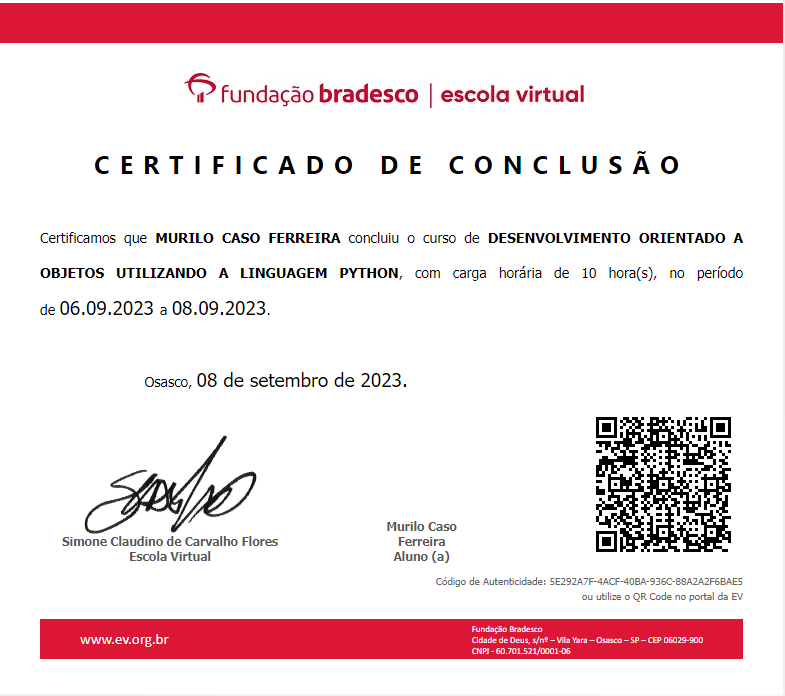 fundação bradesco | escola virtual
CERTIFICADO DE CONCLUSÃO
Certificamos que MURILO CASO FERREIRA concluiu o curso de DESENVOLVIMENTO ORIENTADO A
OBJETOS UTILIZANDO A LINGUAGEM PYTHON, com carga horária de 10 hora(s), no período
de 06.09.2023 a 08.09.2023.
Osasco, 08 de setembro de 2023.
Simone Claudino de Carvalho Flores
Escola Virtual
Murilo Caso
Ferreira
Aluno (a)
Código de Autenticidade: 5E292A7F-4ACF-40BA-936C-88A2A2F6BAE5
ou utilize o QR Code no portal da EV
www.ev.org.br
Fundação Bradesco
Cidade de Deus, s/nº – Vila Yara – Osasco – SP – CEP 06029-900
CNPJ - 60.701.521/0001-06